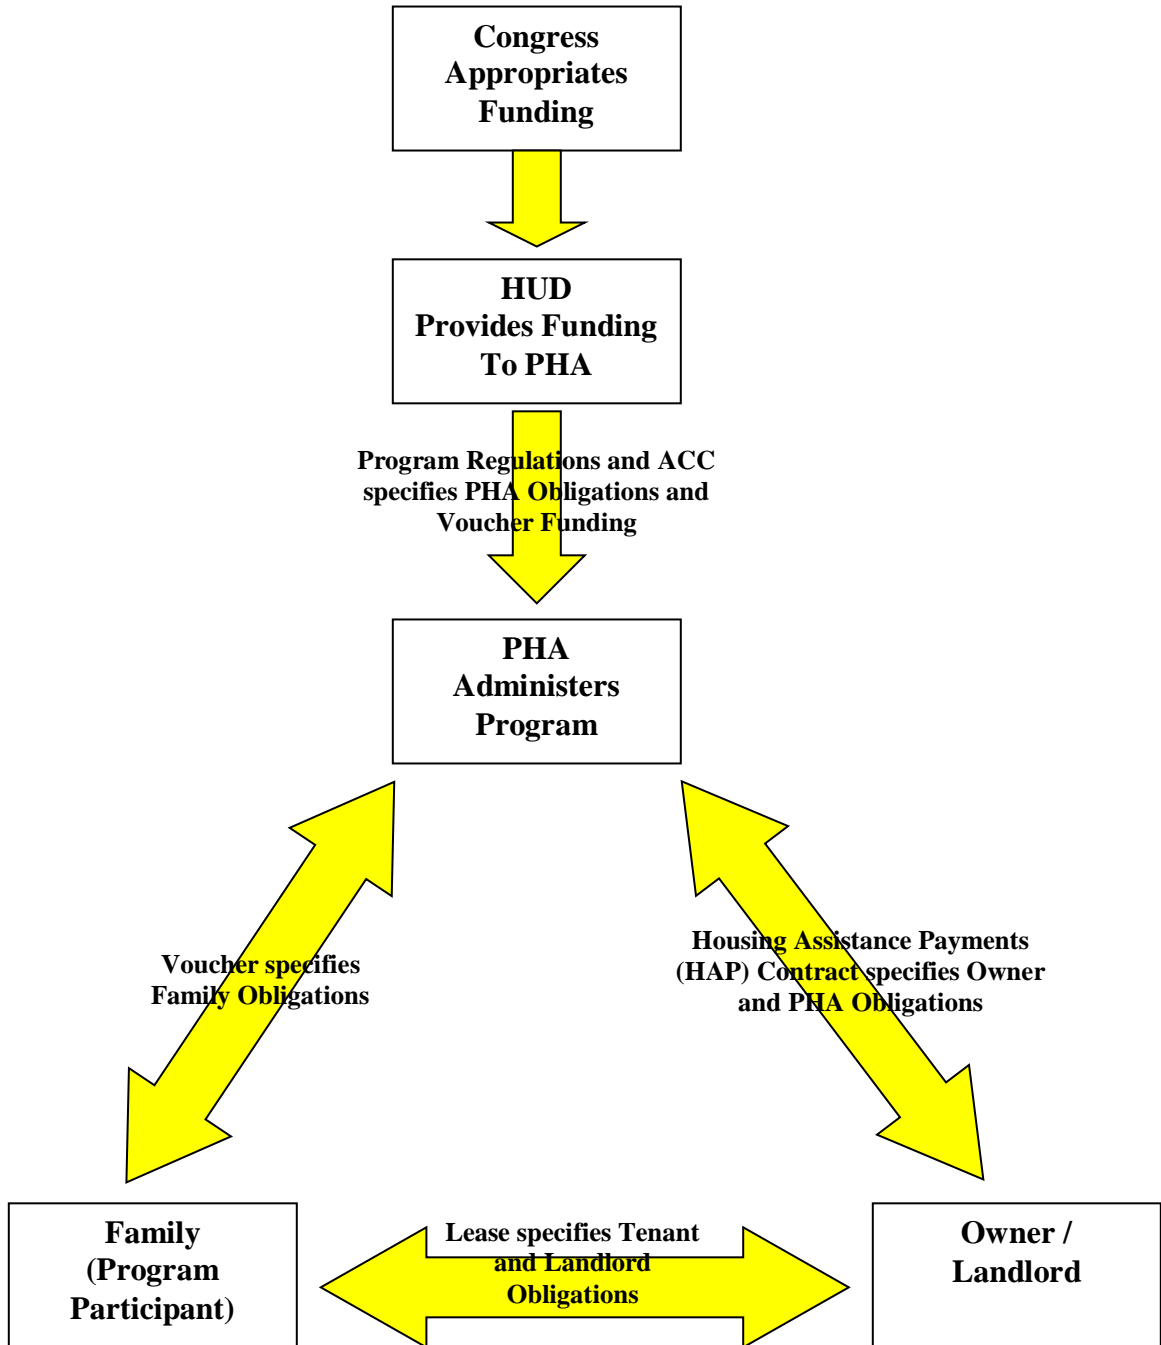 Congress
Appropriates
Funding
HUD
Provides Funding
To PHA
Program Regulations and ACC
specifies PHA Obligations and
Voucher Funding
PHA
Administers
Program
Voucher specifies
Family Obligations
Housing Assistance Payments
(HAP) Contract specifies Owner
and PHA Obligations
Family
(Program
Participant)
Lease specifies Tenant
and Landlord
Obligations
Owner /
Landlord